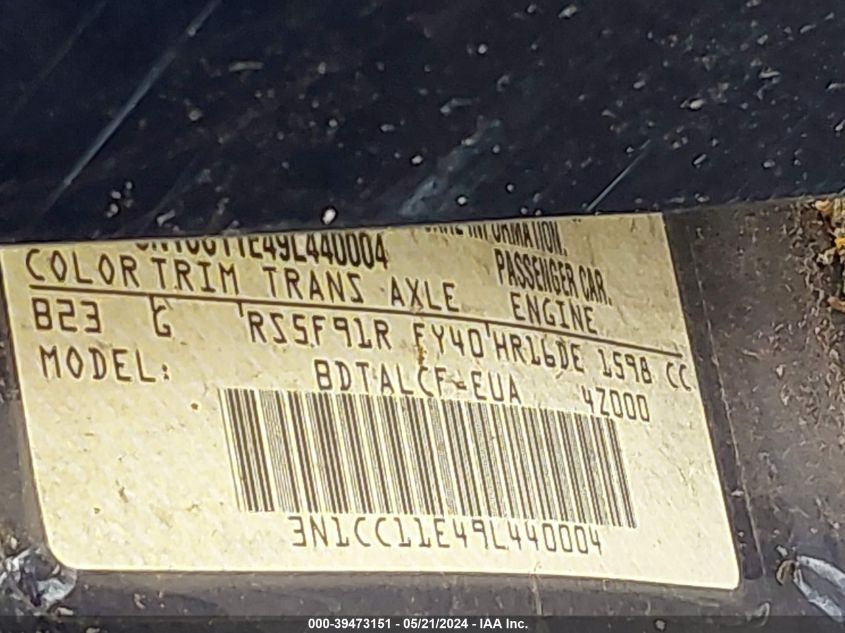 3N1CC11E49L440004 INFORMATION.
PASSENGER CAR.
COLOR TRIM TRANS AXLE ENGINE
B23 G RS5F91R FY40 HR16DE 1598 CC
MODEL: BDTALCF-EUA 4Z000
3N1CC11E49L440004
000-39473151 / 05/21/2024 - IAA Inc.